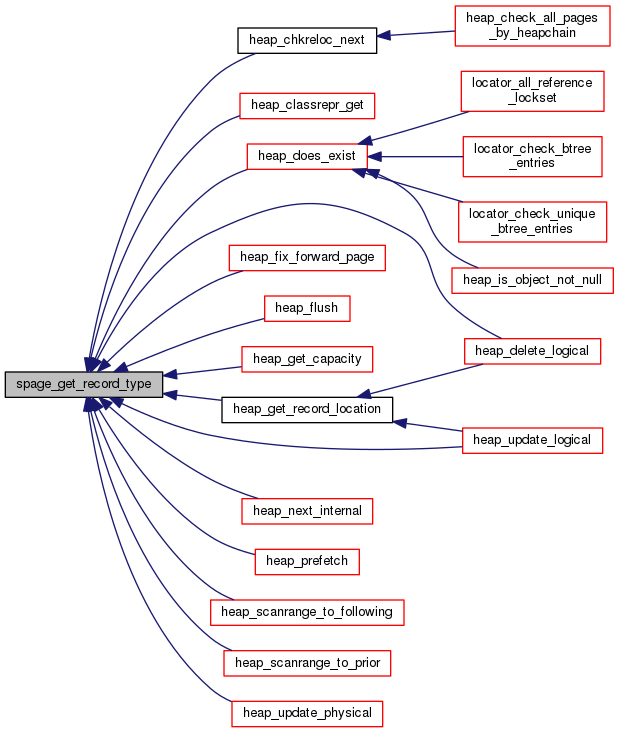 heap_check_all_pages
_by_heapchain
heap_chkreloc_next
locator_all_reference
_lockset
heap_classrepr_get
heap_does_exist
locator_check_btree
_entries
locator_check_unique
_btree_entries
heap_fix_forward_page
heap_is_object_not_null
heap_flush
heap_delete_logical
heap_get_capacity
spage_get_record_type
heap_get_record_location
heap_update_logical
heap_next_internal
heap_prefetch
heap_scanrange_to_following
heap_scanrange_to_prior
heap_update_physical